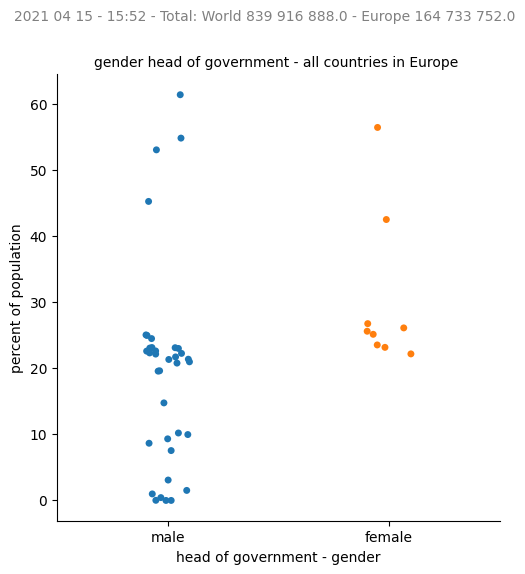 2021 04 15 - 15:52 - Total: World 839 916 888.0 - Europe 164 733 752.0
gender head of government - all countries in Europe
60
50
40
30
20
10
0
percent of population
male female
head of government - gender